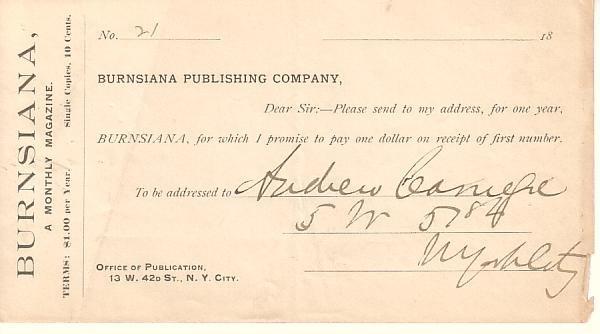 BURNSIANA,
A MONTHLY MAGAZINE.
TERMS: $1.00 per Year. Single Copies, 10 Cents.
No. 21 18
BURNSIANA PUBLISHING COMPANY,
Dear Sir:—Please send to my address, for one year,
BURNSIANA, for which I promise to pay one dollar on receipt of first number.
To be addressed to Andrew Carnegie
5 W 51st
N York City
OFFICE OF PUBLICATION,
13 W. 42D ST., N. Y. CITY.